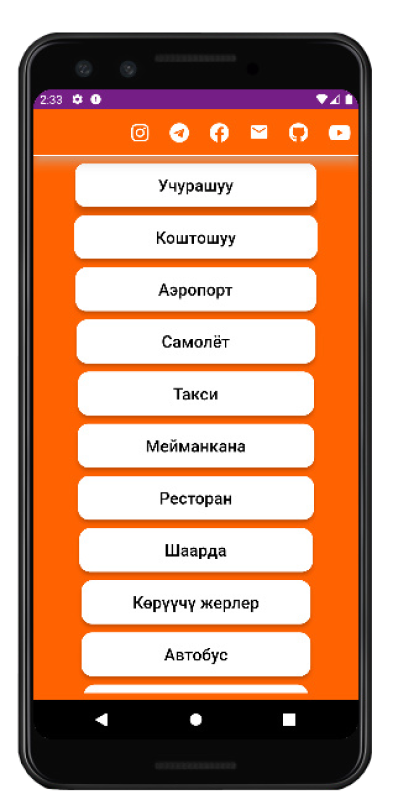 2:33
Учурашуу
Коштошуу
Аэропорт
Самолёт
Такси
Мейманкана
Ресторан
Шаарда
Көрүүчү жерлер
Автобус